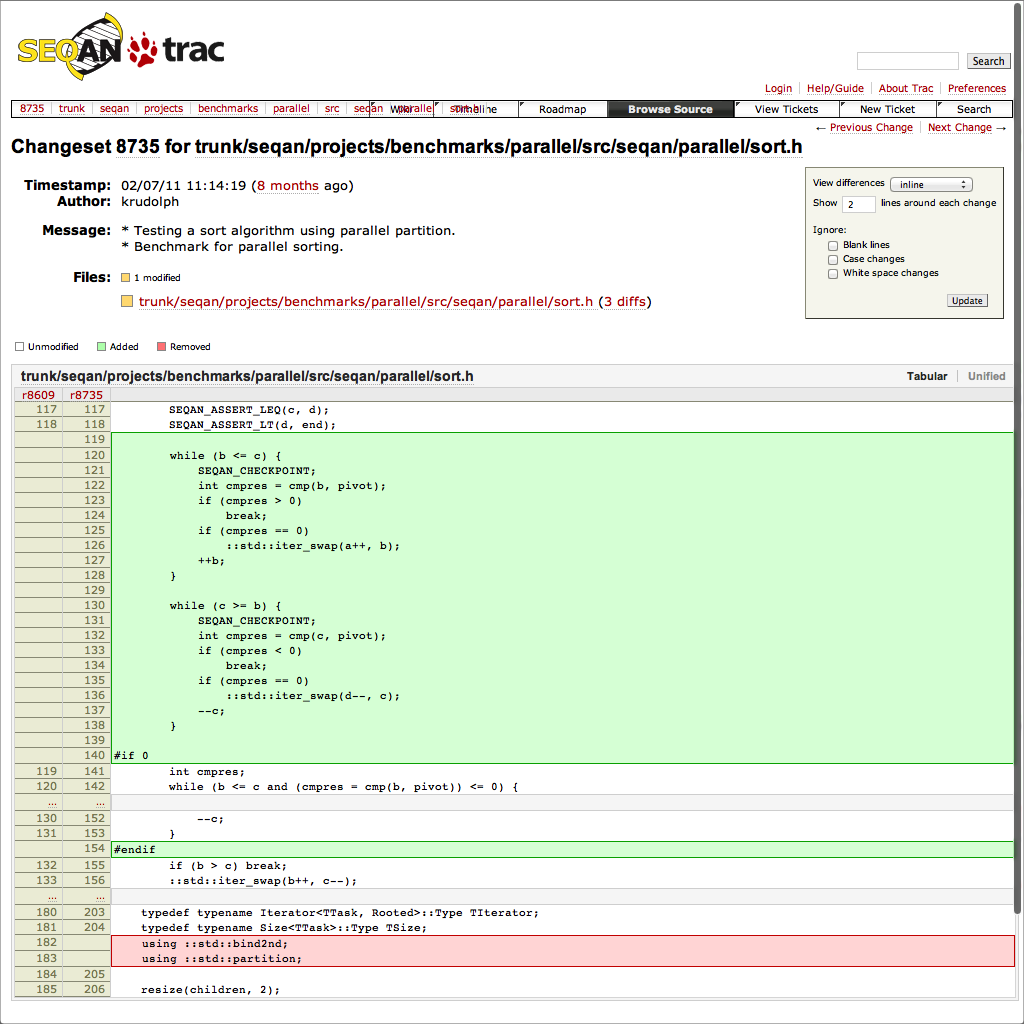 SEQAN trac
Search
Login Help/Guide About Trac Preferences
8735 trunk seqan projects benchmarks parallel src seqan parallel sort.h Wiki Timeline Roadmap Browse Source View Tickets New Ticket Search
← Previous Change Next Change →
Changeset 8735 for trunk/seqan/projects/benchmarks/parallel/src/seqan/parallel/sort.h
Timestamp: 02/07/11 11:14:19 (8 months ago)
Author: krudolph
Message: * Testing a sort algorithm using parallel partition.
* Benchmark for parallel sorting.
Files: 1 modified
trunk/seqan/projects/benchmarks/parallel/src/seqan/parallel/sort.h (3 diffs)
View differences inline
Show 2 lines around each change
Ignore:
Blank lines
Case changes
White space changes
Update
Unmodified Added Removed
trunk/seqan/projects/benchmarks/parallel/src/seqan/parallel/sort.h Tabular Unified
r8609 r8735
117 117 SEQAN_ASSERT_LEQ(c, d);
118 118 SEQAN_ASSERT_LT(d, end);
119
120 while (b <= c) {
121 SEQAN_CHECKPOINT;
122 int cmpres = cmp(b, pivot);
123 if (cmpres > 0)
124 break;
125 if (cmpres == 0)
126 ::std::iter_swap(a++, b);
127 ++b;
128 }
129
130 while (c >= b) {
131 SEQAN_CHECKPOINT;
132 int cmpres = cmp(c, pivot);
133 if (cmpres < 0)
134 break;
135 if (cmpres == 0)
136 ::std::iter_swap(d--, c);
137 --c;
138 }
139
140 #if 0
119 141 int cmpres;
120 142 while (b <= c and (cmpres = cmp(b, pivot)) <= 0) {
… …
130 152 --c;
131 153 }
154 #endif
132 155 if (b > c) break;
133 156 ::std::iter_swap(b++, c--);
… …
180 203 typedef typename Iterator<TTask, Rooted>::Type TIterator;
181 204 typedef typename Size<TTask>::Type TSize;
182 using ::std::bind2nd;
183 using ::std::partition;
184 205
185 206 resize(children, 2);